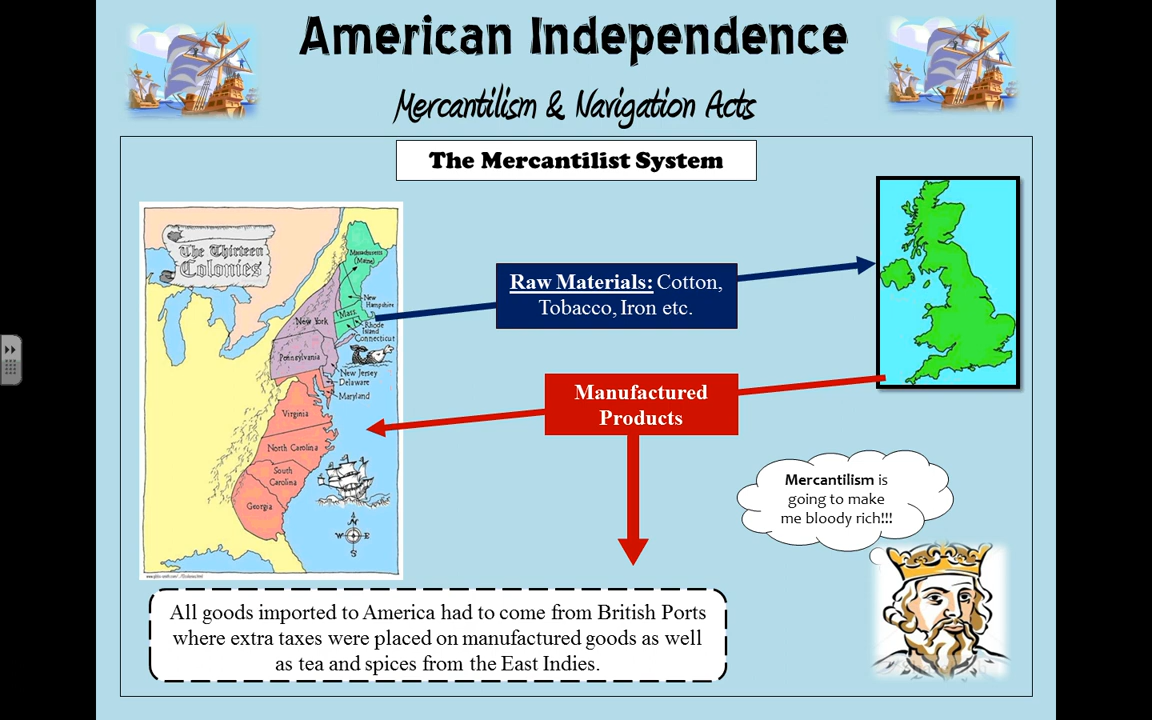 American Independence
Mercantilism & Navigation Acts
The Mercantilist System
The Thirteen
Colonies
Massachusetts
(Maine)
New
Hampshire
Mass.
New York
Rhode
Island
Connecticut
Pennsylvania
New Jersey
Delaware
Maryland
Virginia
North Carolina
South
Carolina
Georgia
N
W E
S
Raw Materials: Cotton,
Tobacco, Iron etc.
Manufactured
Products
Mercantilism is
going to make
me bloody rich!!!
All goods imported to America had to come from British Ports
where extra taxes were placed on manufactured goods as well
as tea and spices from the East Indies.